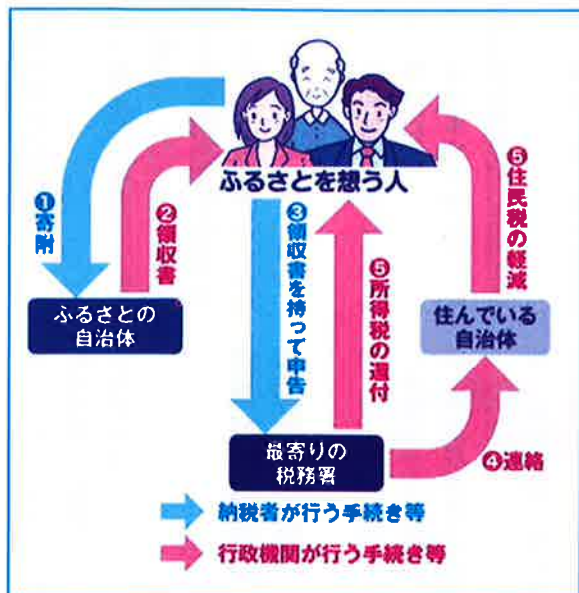 ふるさとを想う人
❶寄附
❷領収書
❸領収書を持って申告
❺所得税の還付
❺住民税の軽減
ふるさとの
自治体
住んでいる
自治体
最寄りの
税務署
❹連絡
納税者が行う手続き等
行政機関が行う手続き等